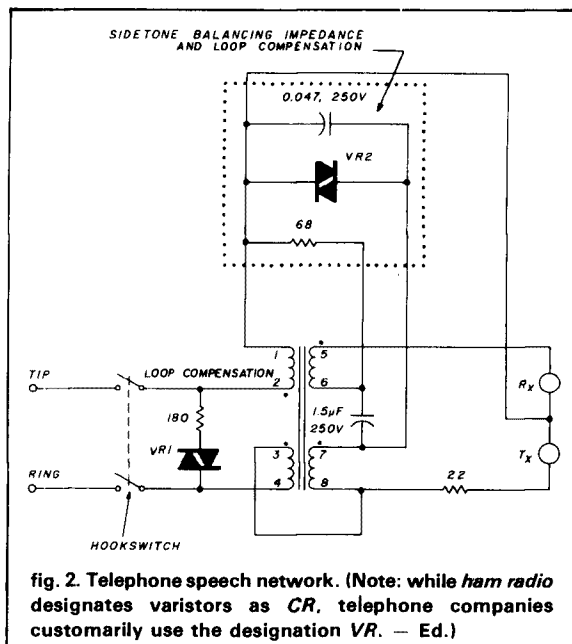 SIDETONE BALANCING IMPEDANCE
AND LOOP COMPENSATION
0.047, 250V
VR2
68
1
5
TIP
LOOP COMPENSATION
2
6
RX
180
1.5µF
250V
VR1
3
7
TX
RING
4
8
22
HOOKSWITCH
fig. 2. Telephone speech network. (Note: while ham radio
designates varistors as CR, telephone companies
customarily use the designation VR. — Ed.)